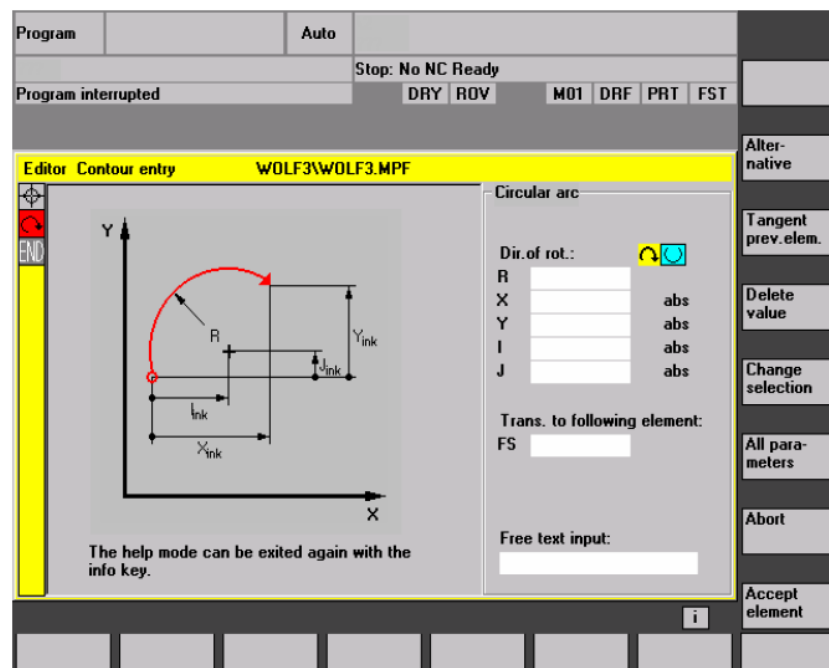 Program
Auto
Stop: No NC Ready
Program interrupted
DRY ROV M01 DRF PRT FST
Editor Contour entry WOLF3\WOLF3.MPF
END
Y
R
Yink
Jink
Iink
Xink
X
The help mode can be exited again with the
info key.
Circular arc
Dir.of rot.:
R
X abs
Y abs
I abs
J abs
Trans. to following element:
FS
Free text input:
Alter-
native
Tangent
prev.elem.
Delete
value
Change
selection
All para-
meters
Abort
Accept
element
i